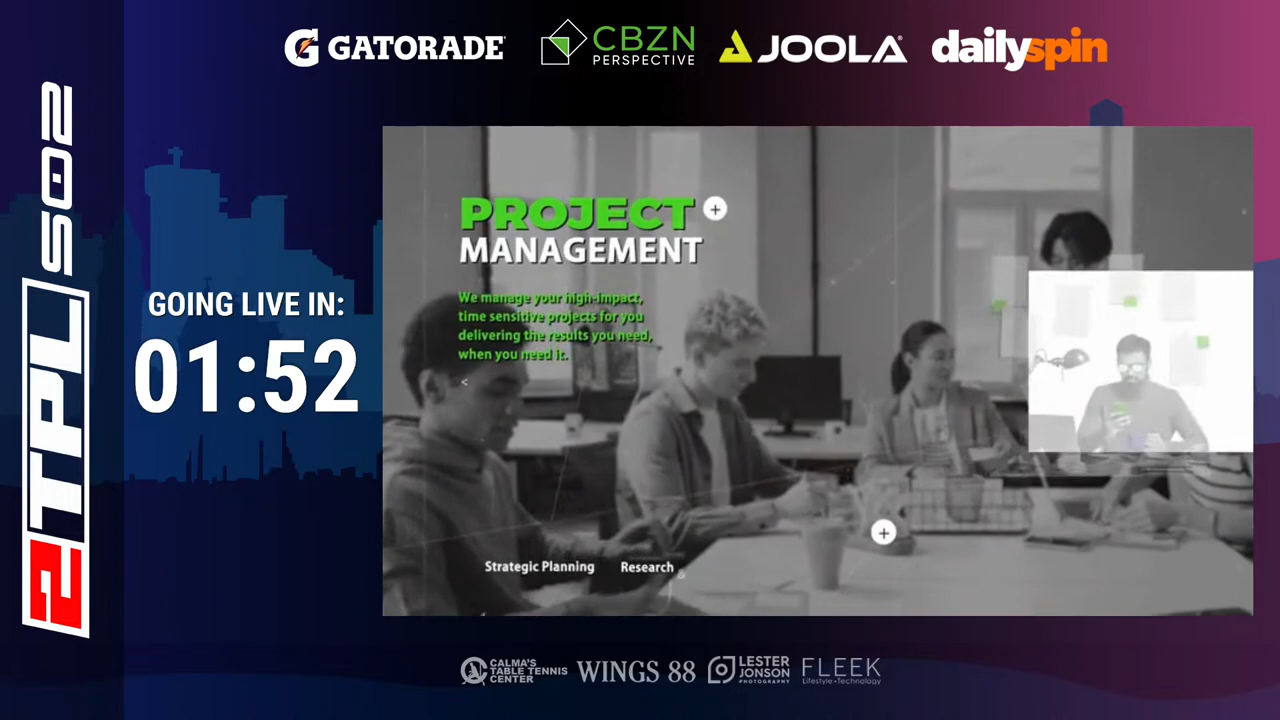 G GATORADE
CBZN
PERSPECTIVE
JOOLA
dailyspin
2TPL S02
GOING LIVE IN:
01:52
PROJECT
MANAGEMENT
We manage your high-impact,
time sensitive projects for you
delivering the results you need,
when you need it.
Strategic Planning
Research
CALMA'S
TABLE TENNIS
CENTER
WINGS 88
LESTER
JONSON
PHOTOGRAPHY
FLEEK
Lifestyle•Technology